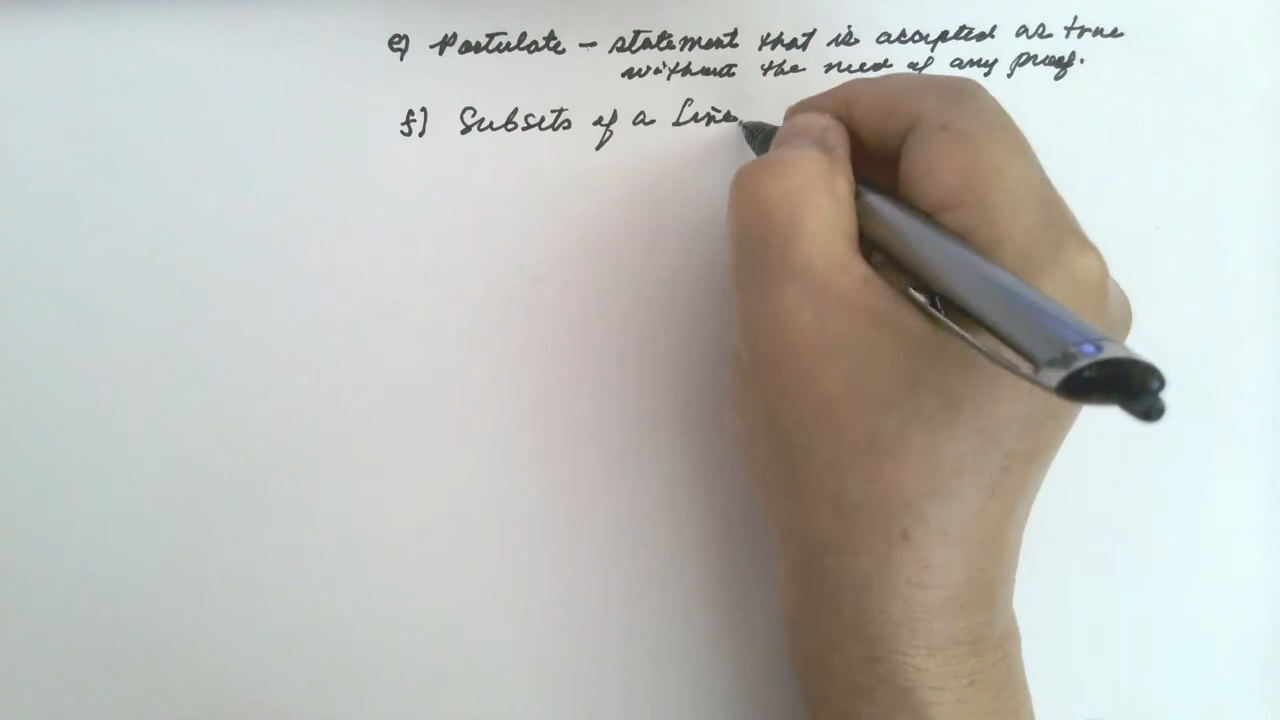 e) Postulate - statement that is accepted as true
without the need of any proof.
f) Subsets of a Line